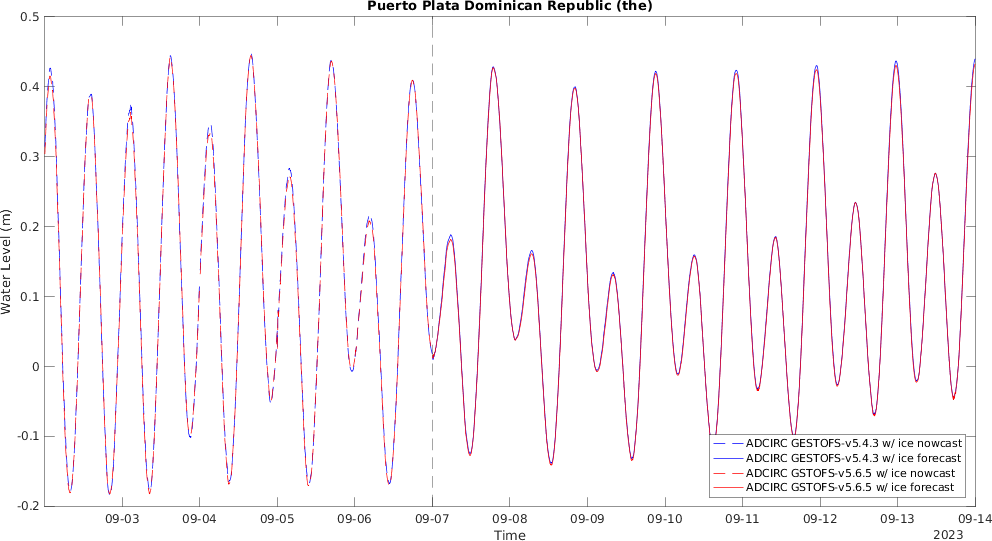 Puerto Plata Dominican Republic (the)
0.5
0.4
0.3
0.2
0.1
0
-0.1
-0.2
Water Level (m)
ADCIRC GESTOFS-v5.4.3 w/ ice nowcast
ADCIRC GESTOFS-v5.4.3 w/ ice forecast
ADCIRC GSTOFS-v5.6.5 w/ ice nowcast
ADCIRC GSTOFS-v5.6.5 w/ ice forecast
09-03 09-04 09-05 09-06 09-07 09-08 09-09 09-10 09-11 09-12 09-13 09-14
Time
2023